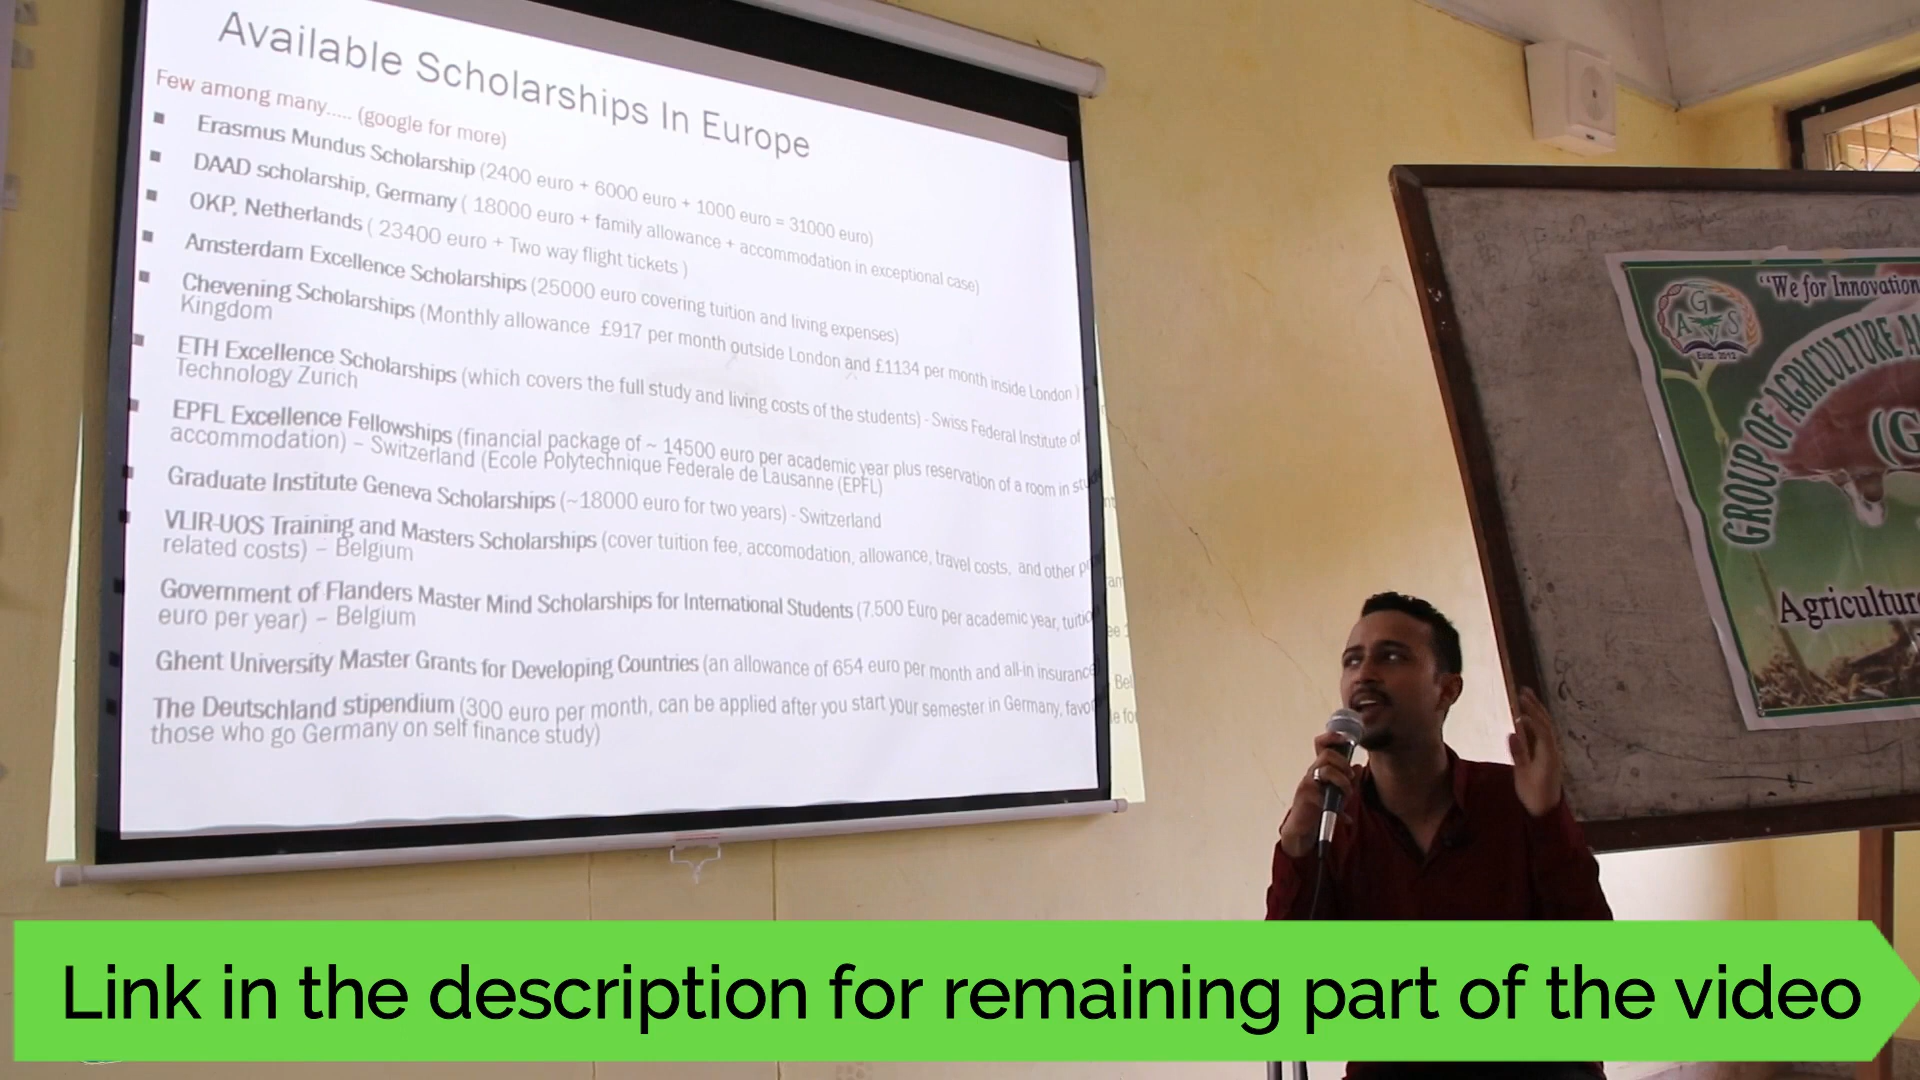 Available Scholarships In Europe
Few among many..... (google for more)
Erasmus Mundus Scholarship (2400 euro + 6000 euro + 1000 euro = 31000 euro)
DAAD scholarship, Germany ( 18000 euro + family allowance + accommodation in exceptional case)
OKP, Netherlands ( 23400 euro + Two way flight tickets )
Amsterdam Excellence Scholarships (25000 euro covering tuition and living expenses)
Chevening Scholarships (Monthly allowance £917 per month outside London and £1134 per month inside London )
Kingdom
ETH Excellence Scholarships (which covers the full study and living costs of the students) - Swiss Federal Institute of
Technology Zurich
EPFL Excellence Fellowships (financial package of ~ 14500 euro per academic year plus reservation of a room in
accommodation) – Switzerland (Ecole Polytechnique Federale de Lausanne (EPFL)
Graduate Institute Geneva Scholarships (~18000 euro for two years) - Switzerland
VLIR-UOS Training and Masters Scholarships (cover tuition fee, accomodation, allowance, travel costs, and other
related costs) – Belgium
Government of Flanders Master Mind Scholarships for International Students (7.500 Euro per academic year,
euro per year) – Belgium
Ghent University Master Grants for Developing Countries (an allowance of 654 euro per month and all-in insurance
The Deutschland stipendium (300 euro per month, can be applied after you start your semester in Germany,
those who go Germany on self finance study)
"We for Innovation
G
A V S
Estd. 2012
GROUP OF AGRICULTURE
(G
Agriculture
Link in the description for remaining part of the video